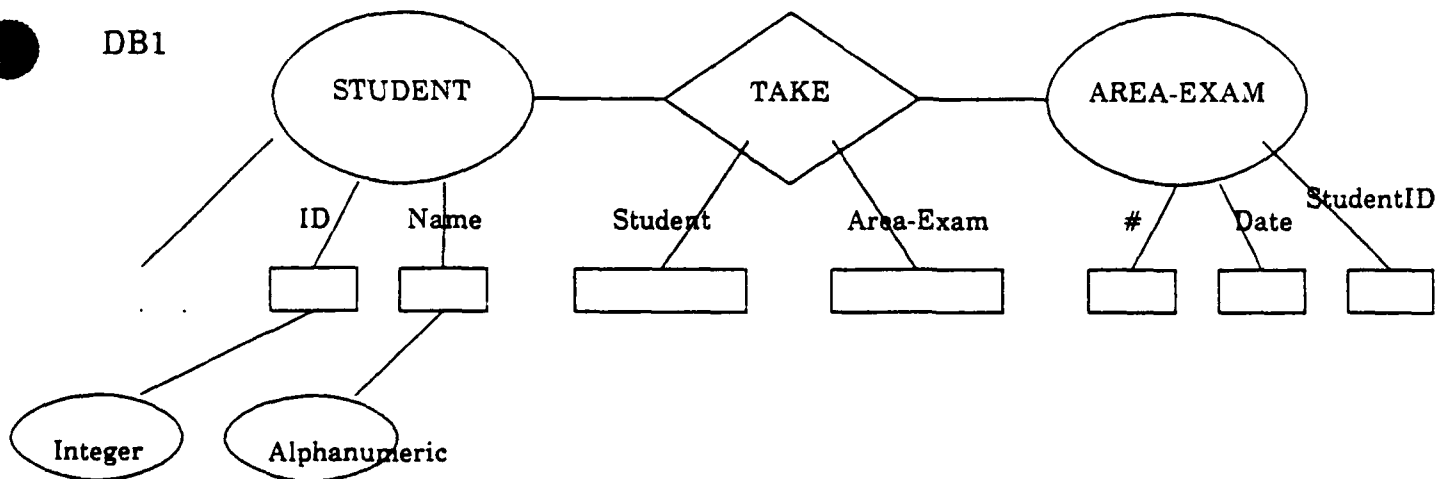 DB1
STUDENT TAKE AREA-EXAM
ID Name Student Area-Exam # Date StudentID
. .
Integer Alphanumeric